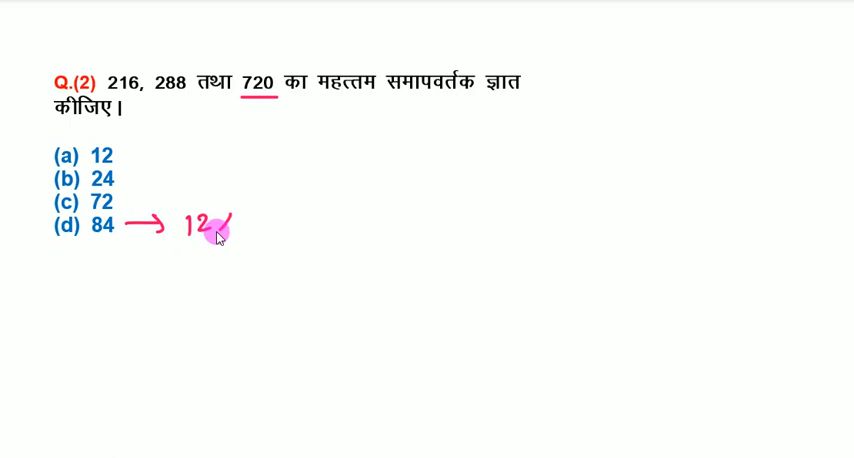 Q.(2) 216, 288 तथा 720 का महत्तम समापवर्तक ज्ञात
कीजिए।
(a) 12
(b) 24
(c) 72
(d) 84 → 12